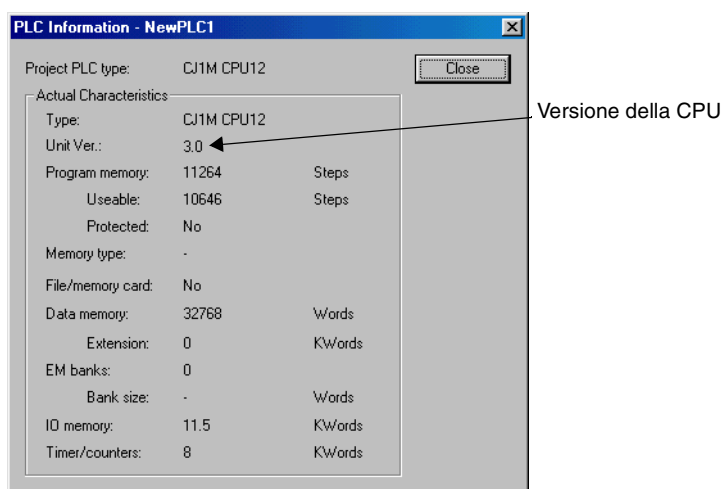 PLC Information - NewPLC1
Project PLC type: CJ1M CPU12 Close
Actual Characteristics
Type: CJ1M CPU12
Unit Ver.: 3.0
Versione della CPU
Program memory: 11264 Steps
Useable: 10646 Steps
Protected: No
Memory type: -
File/memory card: No
Data memory: 32768 Words
Extension: 0 KWords
EM banks: 0
Bank size: - Words
IO memory: 11.5 KWords
Timer/counters: 8 KWords